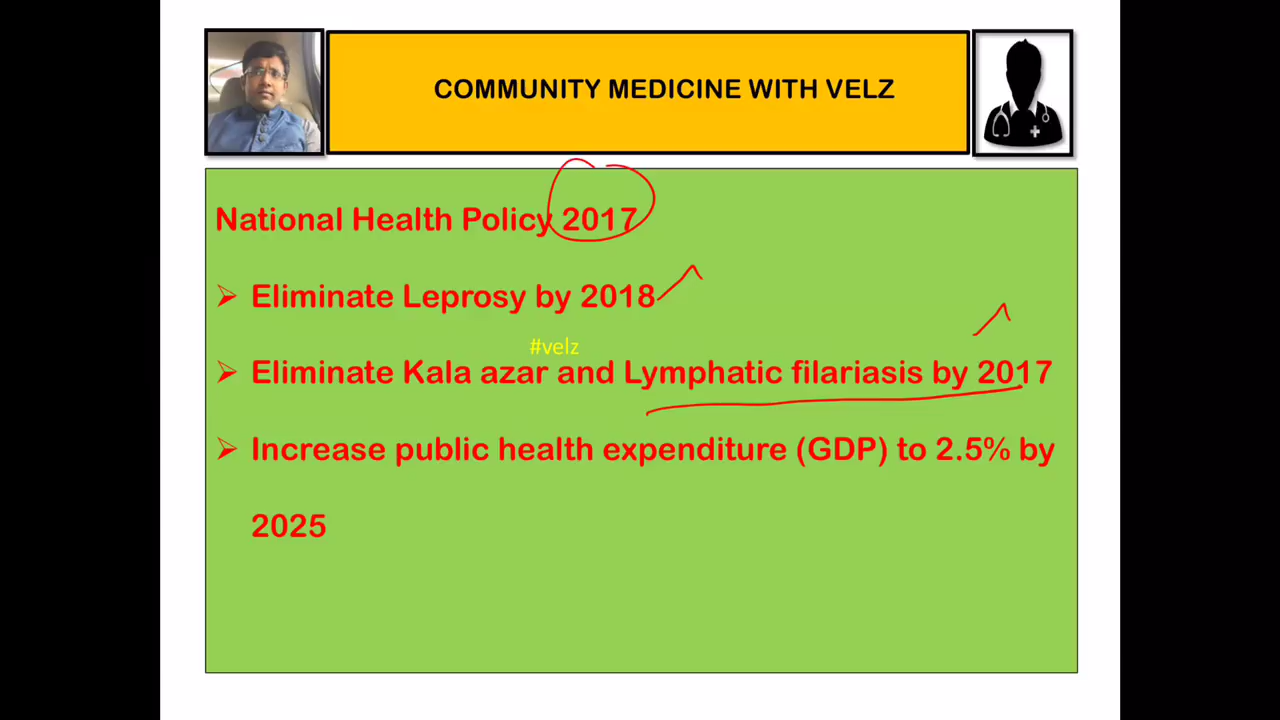 COMMUNITY MEDICINE WITH VELZ
National Health Policy 2017
Eliminate Leprosy by 2018
#velz
Eliminate Kala azar and Lymphatic filariasis by 2017
Increase public health expenditure (GDP) to 2.5% by
2025